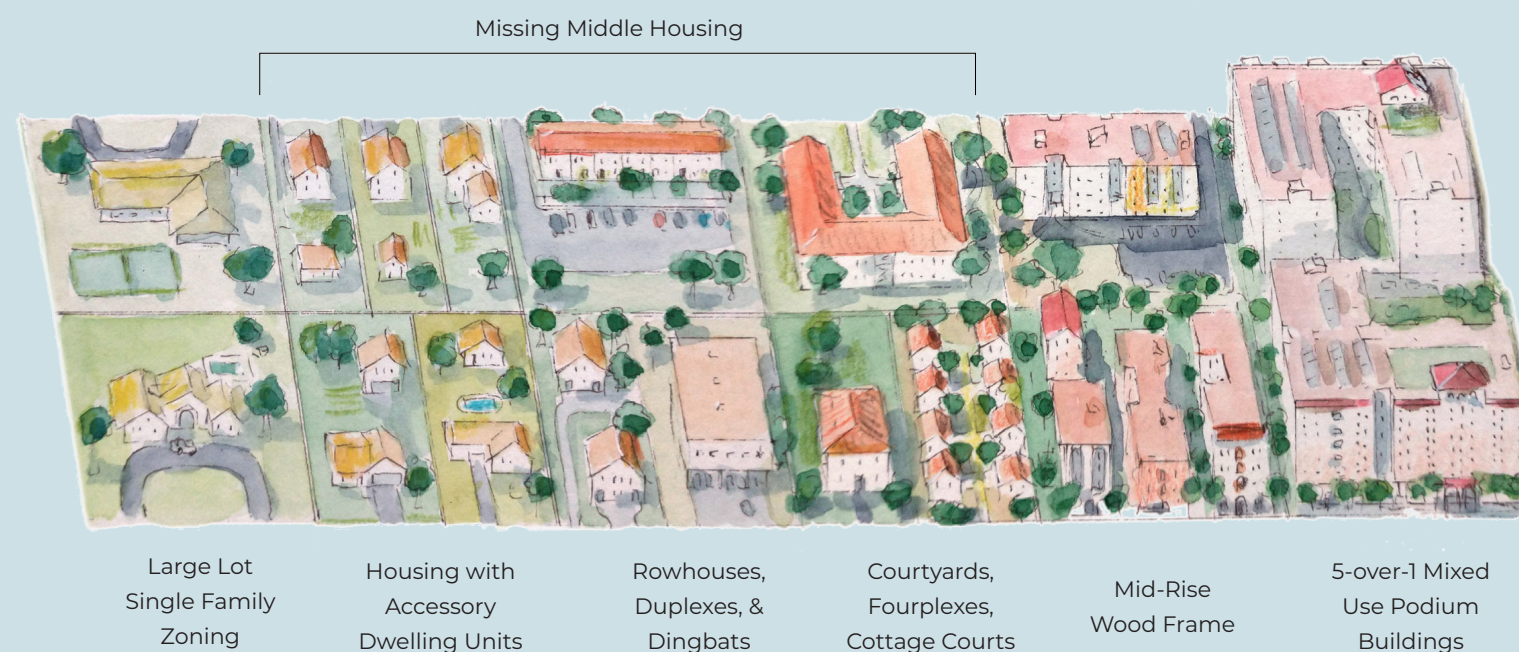 Missing Middle Housing
Large Lot
Single Family
Zoning
Housing with
Accessory
Dwelling Units
Rowhouses,
Duplexes, &
Dingbats
Courtyards,
Fourplexes,
Cottage Courts
Mid-Rise
Wood Frame
5-over-1 Mixed
Use Podium
Buildings